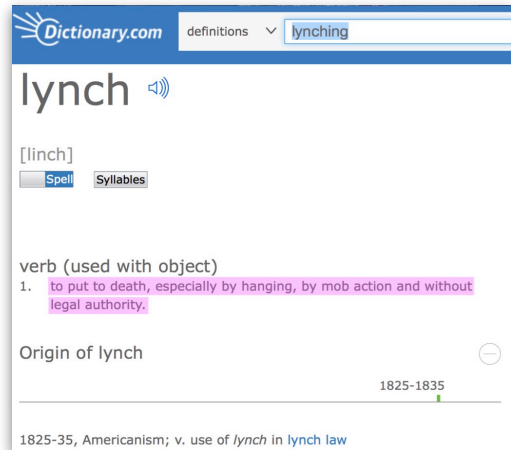 Dictionary.com definitions lynching
lynch
[linch]
Spell Syllables
verb (used with object)
1. to put to death, especially by hanging, by mob action and without
legal authority.
Origin of lynch
1825-1835
1825-35, Americanism; v. use of lynch in lynch law